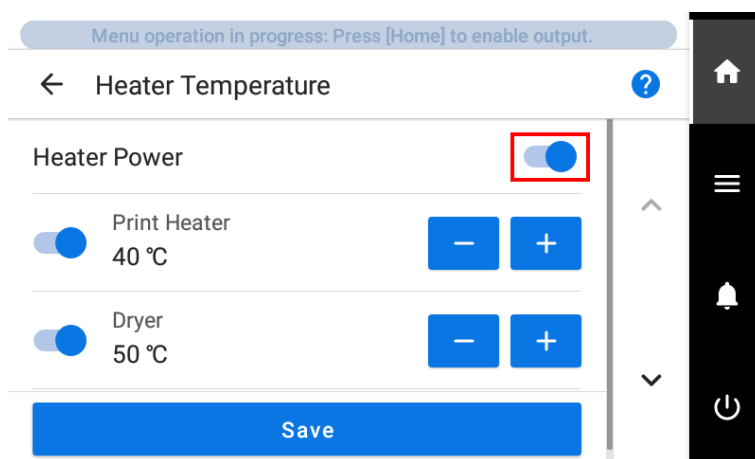 Menu operation in progress: Press [Home] to enable output.
Heater Temperature
?
Heater Power
Print Heater
40 ℃
Dryer
50 ℃
Save